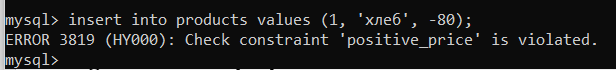 mysql> insert into products values (1, 'хлеб', -80);
ERROR 3819 (HY000): Check constraint 'positive_price' is violated.
mysql>